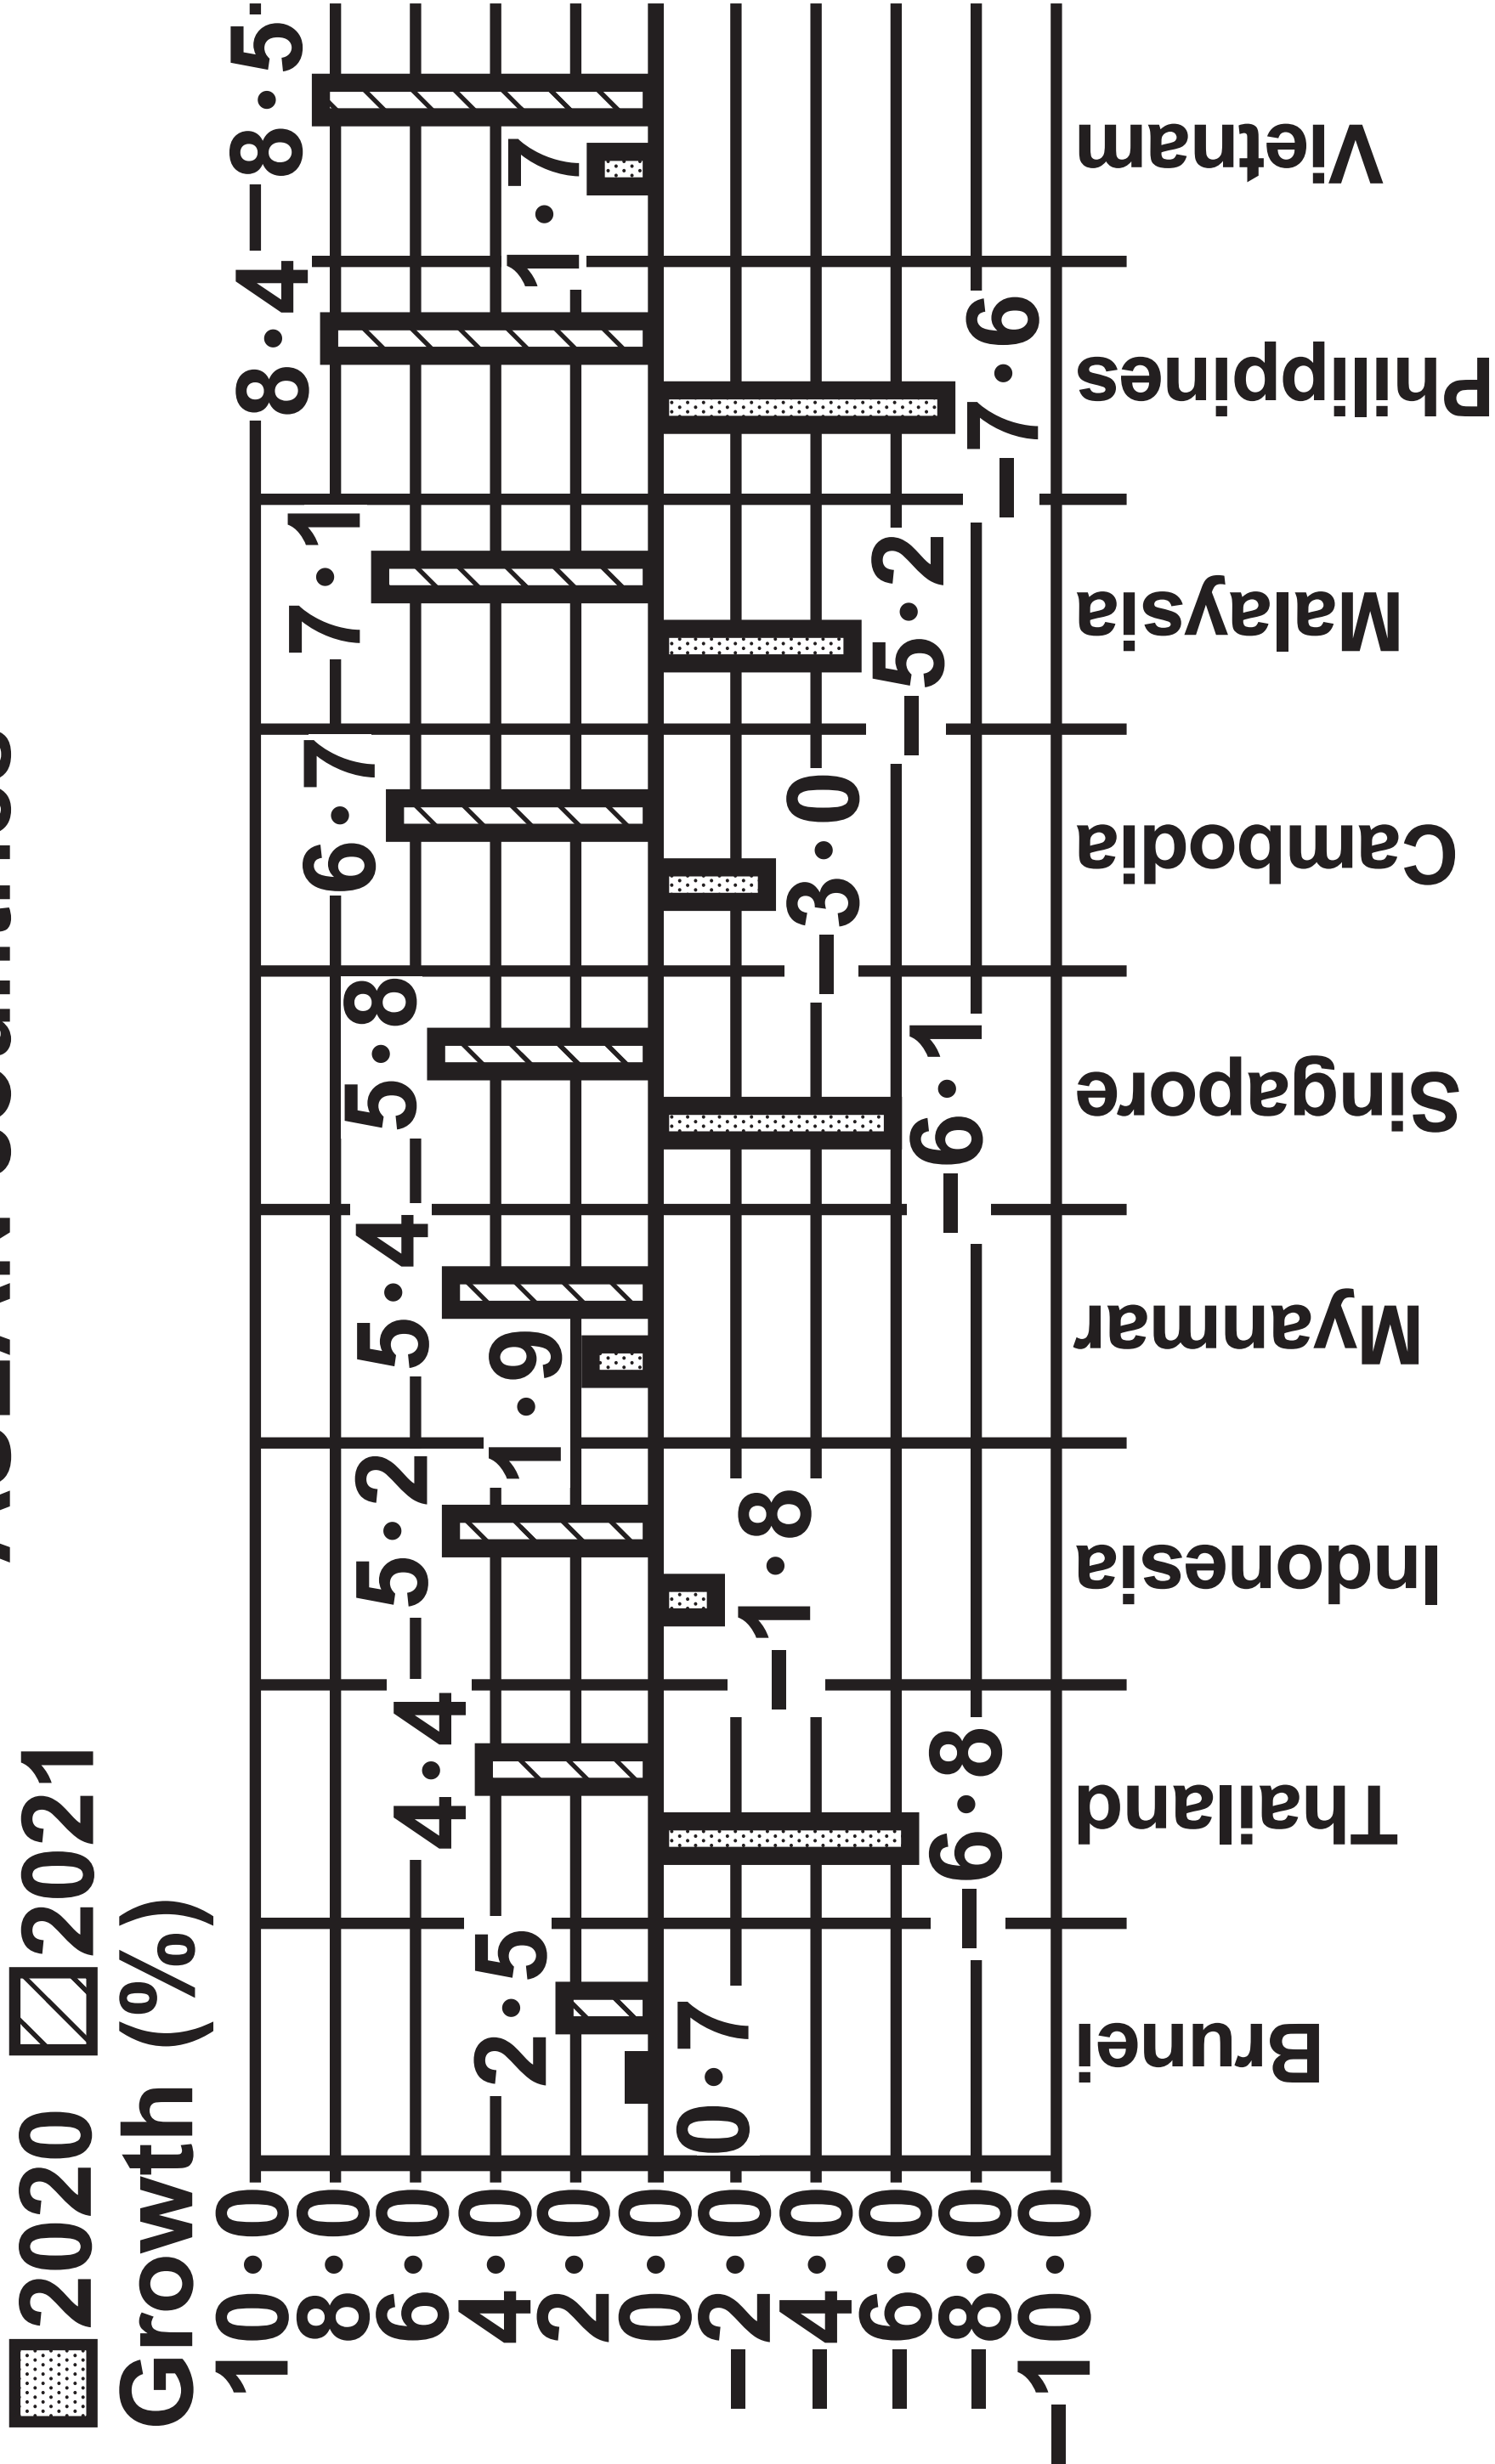 2020 2021
Growth (%)
10·0
8·0
6·0
4·0
2·0
0·0
–2·0
–4·0
–6·0
–8·0
–10·0
0·7 2·5
–6·8 4·4
–1·8 5·2
1·9 5·4
–6·1 5·8
–3·0 6·7
–5·2 7·1
–7·6 8·4
1·7 8·5
Brunei
Thailand
Indonesia
Myanmar
Singapore
Cambodia
Malaysia
Philippines
Vietnam